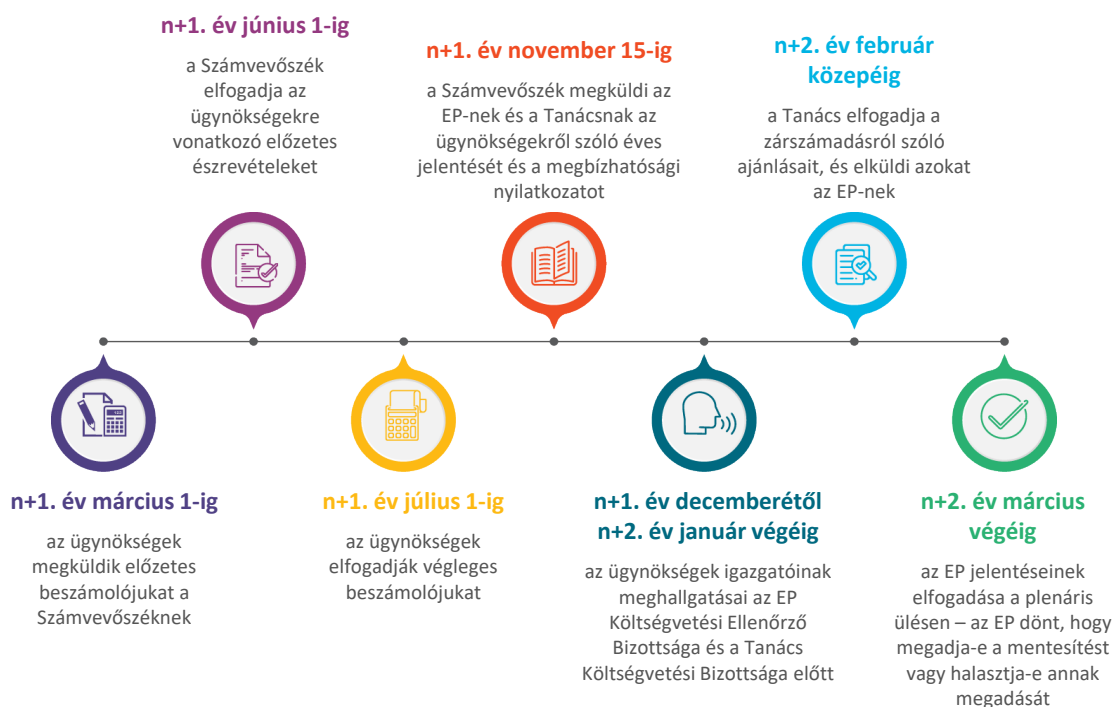 n+1. év június 1-ig
a Számvevőszék
elfogadja az
ügynökségekre
vonatkozó előzetes
észrevételeket
n+1. év november 15-ig
a Számvevőszék megküldi az
EP-nek és a Tanácsnak az
ügynökségekről szóló éves
jelentését és a megbízhatósági
nyilatkozatot
n+2. év február
közepéig
a Tanács elfogadja a
zárszámadásról szóló
ajánlásait, és elküldi azokat
az EP-nek
n+1. év március 1-ig
az ügynökségek
megküldik előzetes
beszámolójukat a
Számvevőszéknek
n+1. év július 1-ig
az ügynökségek
elfogadják végleges
beszámolójukat
n+1. év decemberétől
n+2. év január végéig
az ügynökségek igazgatóinak
meghallgatásai az EP
Költségvetési Ellenőrző
Bizottsága és a Tanács
Költségvetési Bizottsága előtt
n+2. év március
végéig
az EP jelentéseinek
elfogadása a plenáris
ülésen – az EP dönt, hogy
megadja-e a mentesítést
vagy halasztja-e annak
megadását